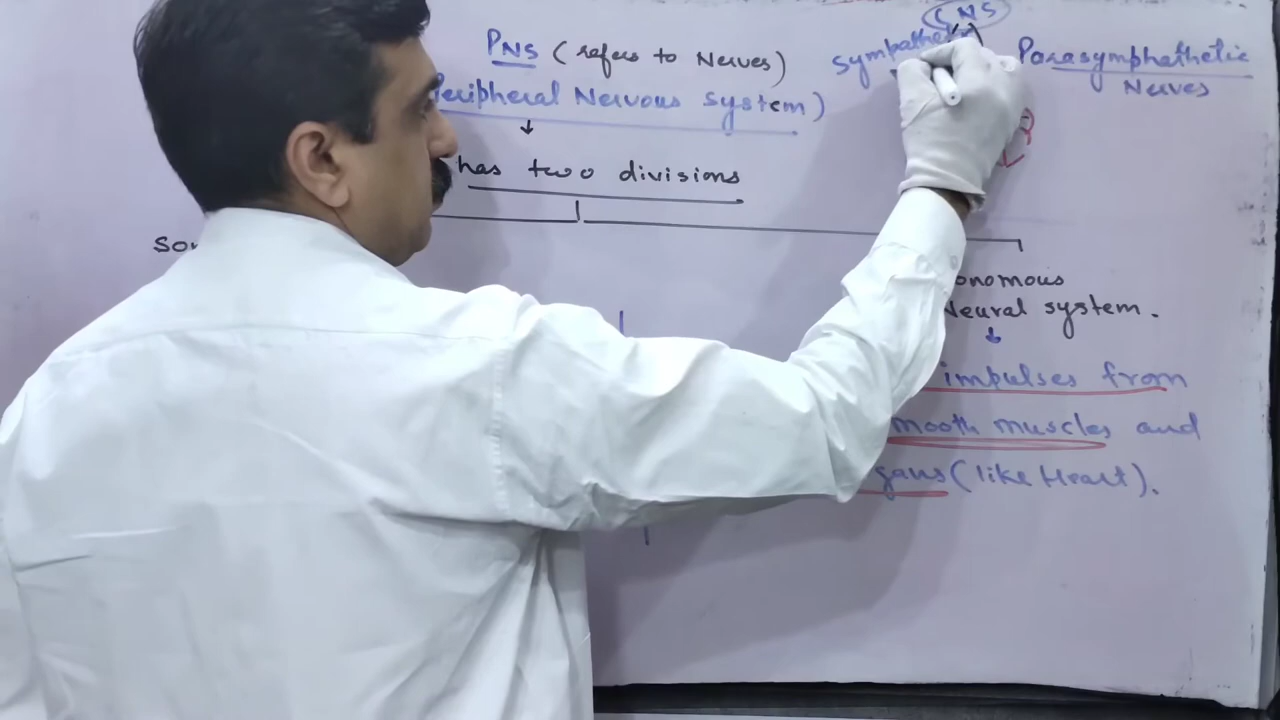 CNS
PNS (refers to Nerves)
Sympathetic
Parasymphathetic
Nerves
Peripheral Nervous system)
has two divisions
onomous
Neural system.
impulses from
mooth muscles and
gans (like Heart).